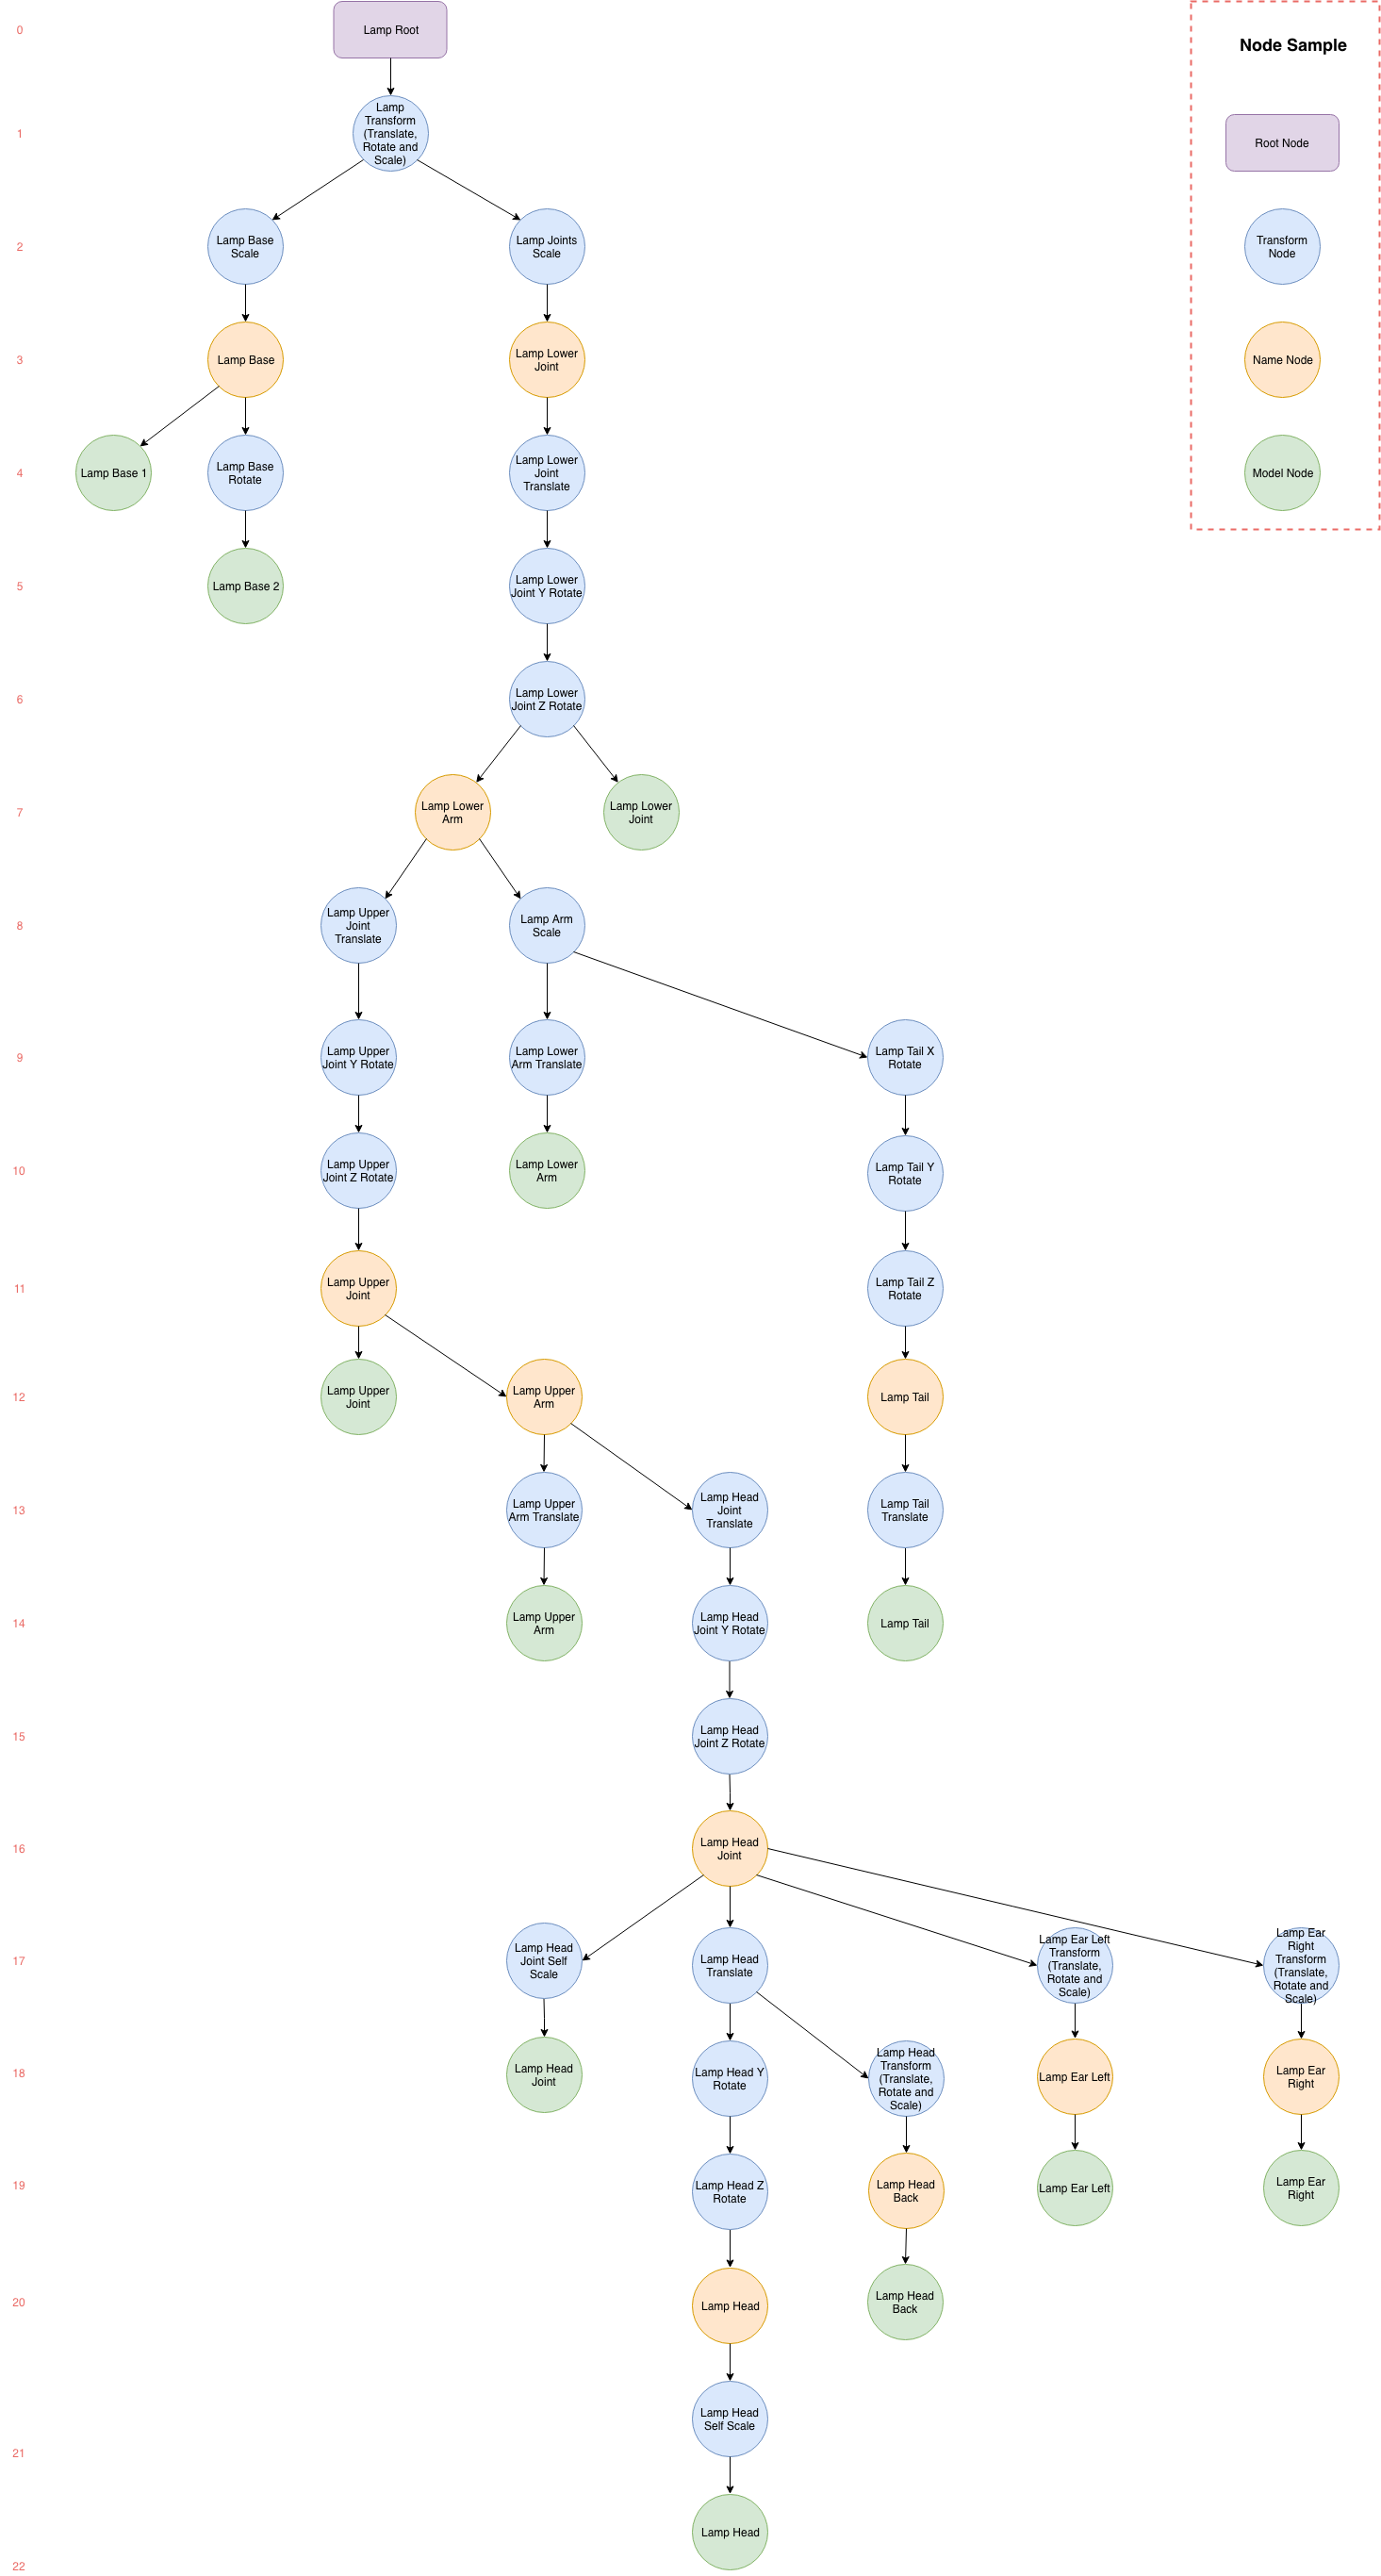 0
Lamp Root
Node Sample
1
Lamp
Transform
(Translate,
Rotate and
Scale)
Root Node
2
Lamp Base
Scale
Lamp Joints
Scale
Transform
Node
3
Lamp Base
Lamp Lower
Joint
Name Node
4
Lamp Base 1
Lamp Base
Rotate
Lamp Lower
Joint
Translate
Model Node
5
Lamp Base 2
Lamp Lower
Joint Y Rotate
6
Lamp Lower
Joint Z Rotate
7
Lamp Lower
Arm
Lamp Lower
Joint
8
Lamp Upper
Joint
Translate
Lamp Arm
Scale
9
Lamp Upper
Joint Y Rotate
Lamp Lower
Arm Translate
Lamp Tail X
Rotate
10
Lamp Upper
Joint Z Rotate
Lamp Lower
Arm
Lamp Tail Y
Rotate
11
Lamp Upper
Joint
Lamp Tail Z
Rotate
12
Lamp Upper
Joint
Lamp Upper
Arm
Lamp Tail
13
Lamp Upper
Arm Translate
Lamp Head
Joint
Translate
Lamp Tail
Translate
14
Lamp Upper
Arm
Lamp Head
Joint Y Rotate
Lamp Tail
15
Lamp Head
Joint Z Rotate
16
Lamp Head
Joint
17
Lamp Head
Joint Self
Scale
Lamp Head
Translate
Lamp Ear Left
Transform
(Translate,
Rotate and
Scale)
Lamp Ear
Right
Transform
(Translate,
Rotate and
Scale)
18
Lamp Head
Joint
Lamp Head Y
Rotate
Lamp Head
Transform
(Translate,
Rotate and
Scale)
Lamp Ear Left
Lamp Ear
Right
19
Lamp Head Z
Rotate
Lamp Head
Back
Lamp Ear Left
Lamp Ear
Right
20
Lamp Head
Lamp Head
Back
21
Lamp Head
Self Scale
22
Lamp Head